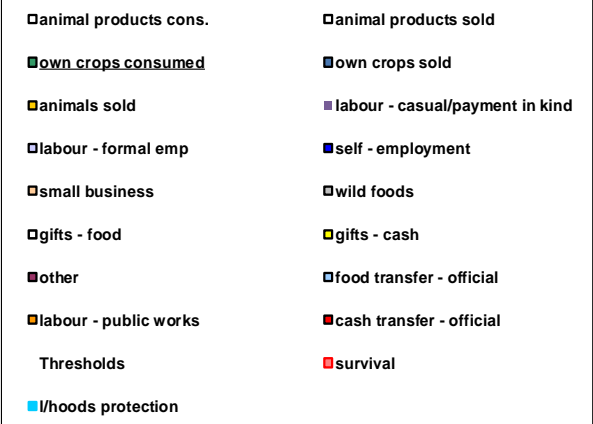 animal products cons. animal products sold
own crops consumed own crops sold
animals sold labour - casual/payment in kind
labour - formal emp self - employment
small business wild foods
gifts - food gifts - cash
other food transfer - official
labour - public works cash transfer - official
Thresholds survival
l/hoods protection